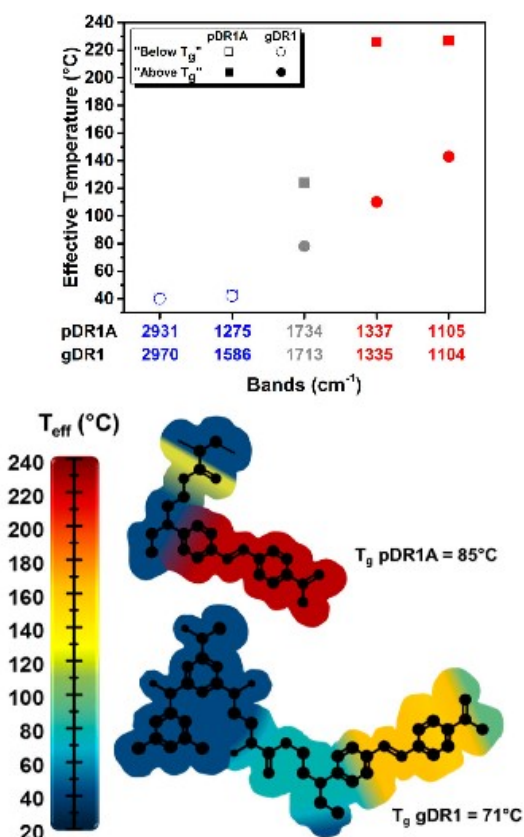 pDR1A gDR1
"Below Tg"
"Above Tg"
Effective Temperature (°C)
220
200
180
160
140
120
100
80
60
40
pDR1A 2931 1275 1734 1337 1105
gDR1 2970 1586 1713 1335 1104
Bands (cm⁻¹)
Teff (°C)
240
220
200
180
160
140
120
100
80
60
40
20
Tg pDR1A = 85°C
Tg gDR1 = 71°C